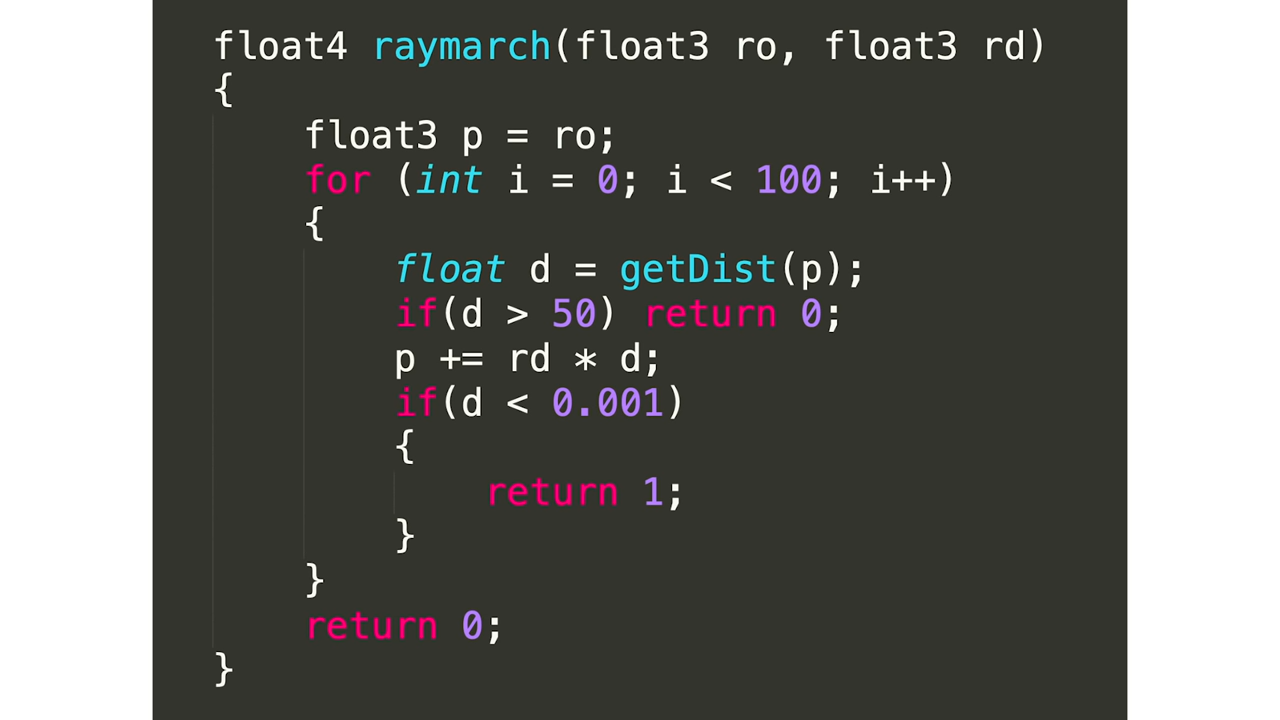 float4 raymarch(float3 ro, float3 rd)
{
    float3 p = ro;
    for (int i = 0; i < 100; i++)
    {
        float d = getDist(p);
        if(d > 50) return 0;
        p += rd * d;
        if(d < 0.001)
        {
            return 1;
        }
    }
    return 0;
}